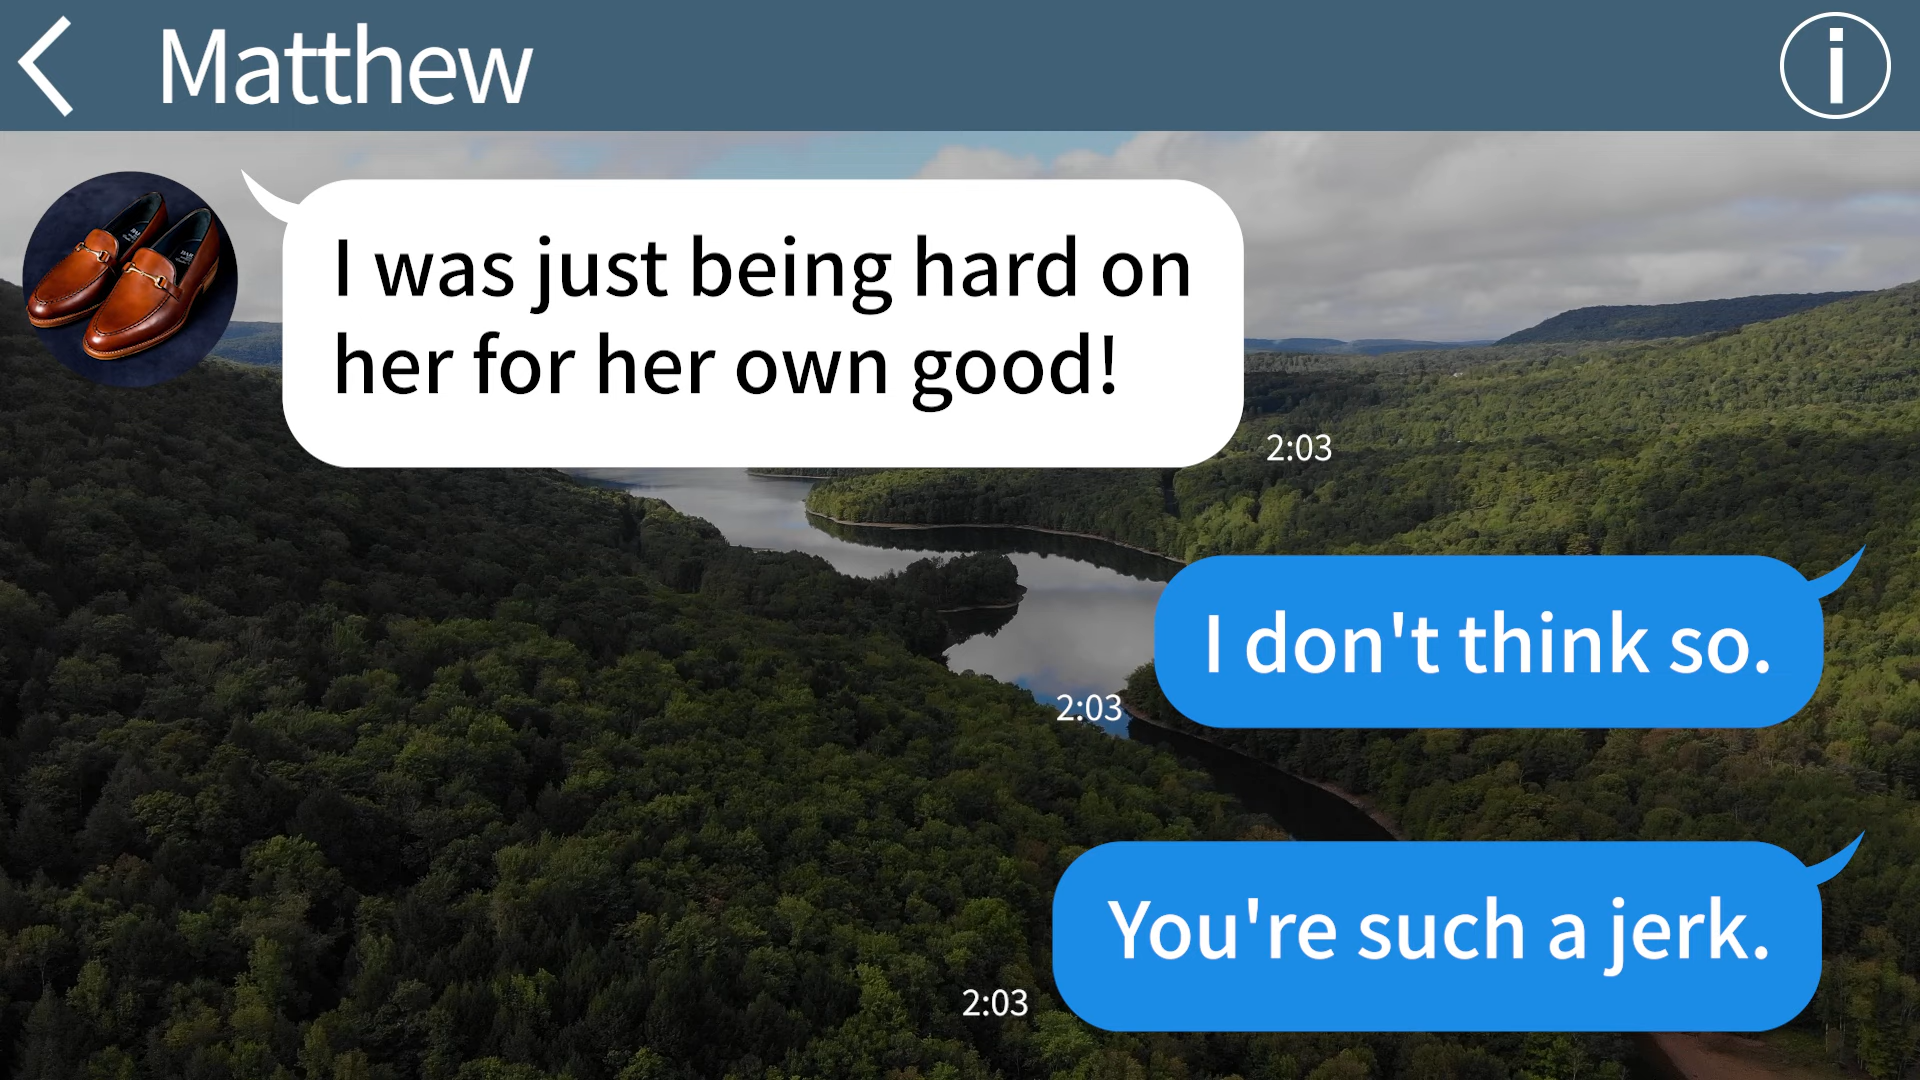 Matthew
I was just being hard on
her for her own good!
2:03
I don't think so.
2:03
You're such a jerk.
2:03